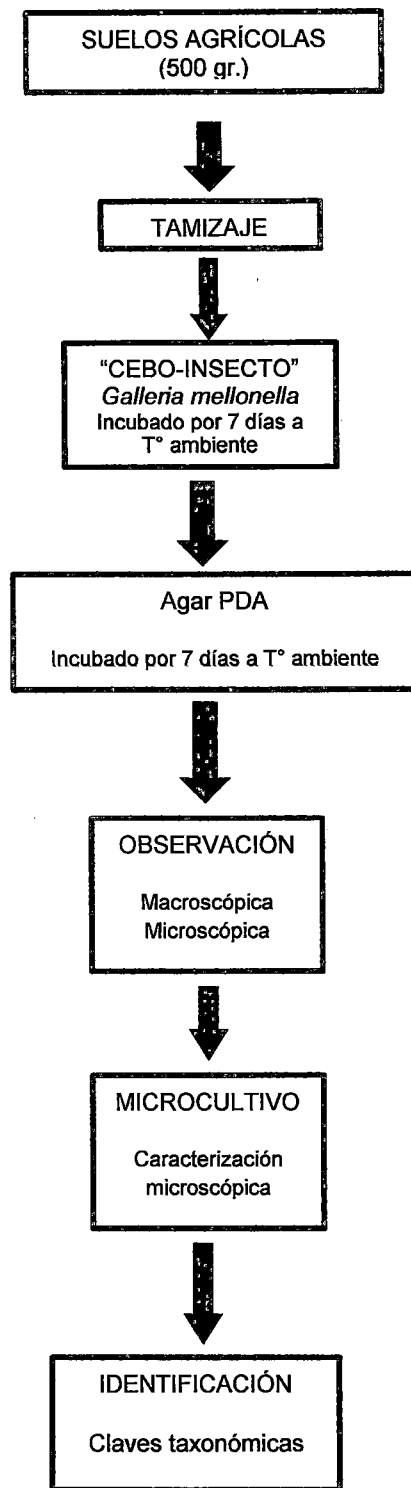 SUELOS AGRÍCOLAS
(500 gr.)
TAMIZAJE
"CEBO-INSECTO"
Galleria mellonella
Incubado por 7 días a
T° ambiente
Agar PDA
Incubado por 7 días a T° ambiente
OBSERVACIÓN
Macroscópica
Microscópica
MICROCULTIVO
Caracterización
microscópica
IDENTIFICACIÓN
Claves taxonómicas